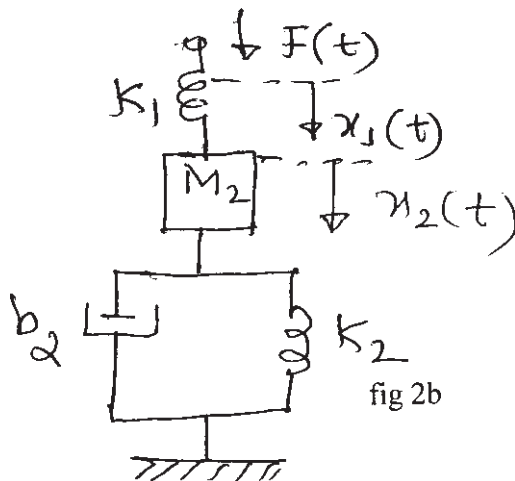 F(t)
K₁
x₁(t)
M₂
x₂(t)
b₂
K₂
fig 2b